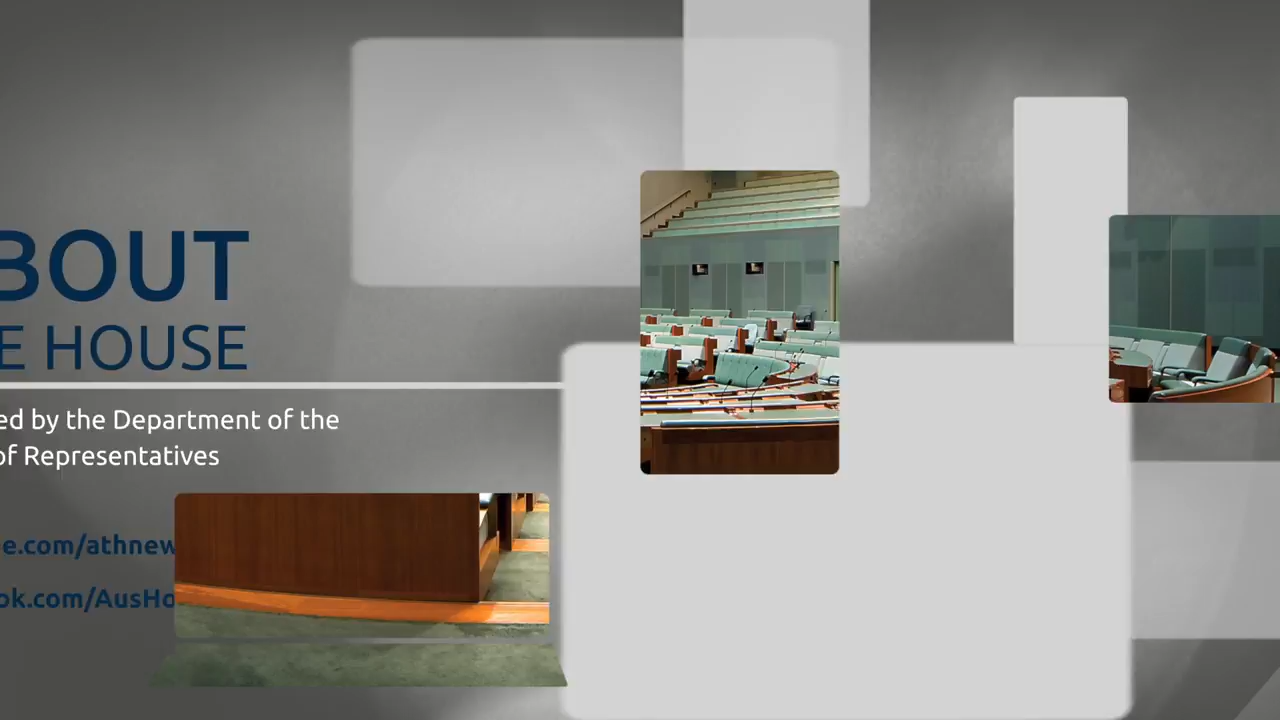 BOUT
E HOUSE
ed by the Department of the
of Representatives
e.com/athnew
ok.com/AusHo